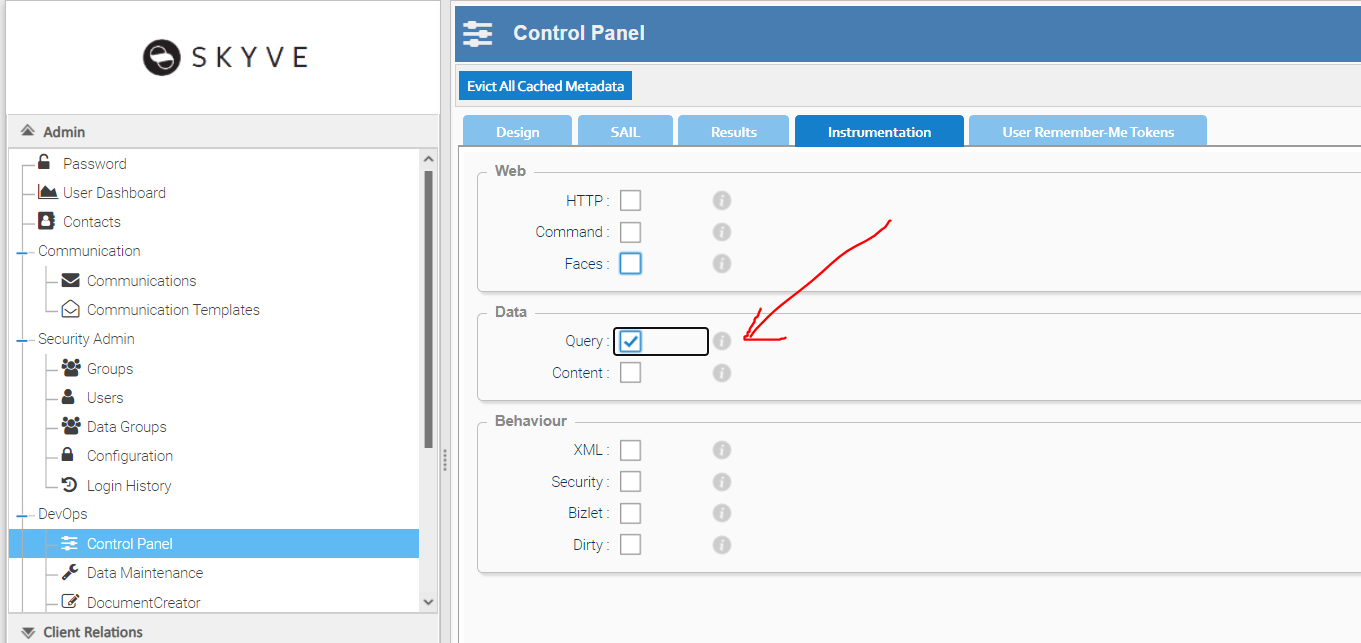 SKYVE
Admin
Password
User Dashboard
Contacts
Communication
Communications
Communication Templates
Security Admin
Groups
Users
Data Groups
Configuration
Login History
DevOps
Control Panel
Data Maintenance
DocumentCreator
Client Relations
Control Panel
Evict All Cached Metadata
Design SAIL Results Instrumentation User Remember-Me Tokens
Web
HTTP :
Command :
Faces :
Data
Query :
Content :
Behaviour
XML :
Security :
Bizlet :
Dirty :